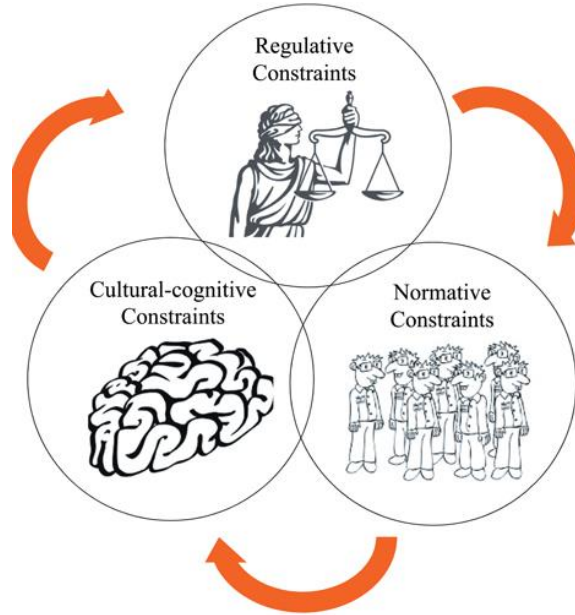 Regulative
Constraints
Cultural-cognitive
Constraints
Normative
Constraints